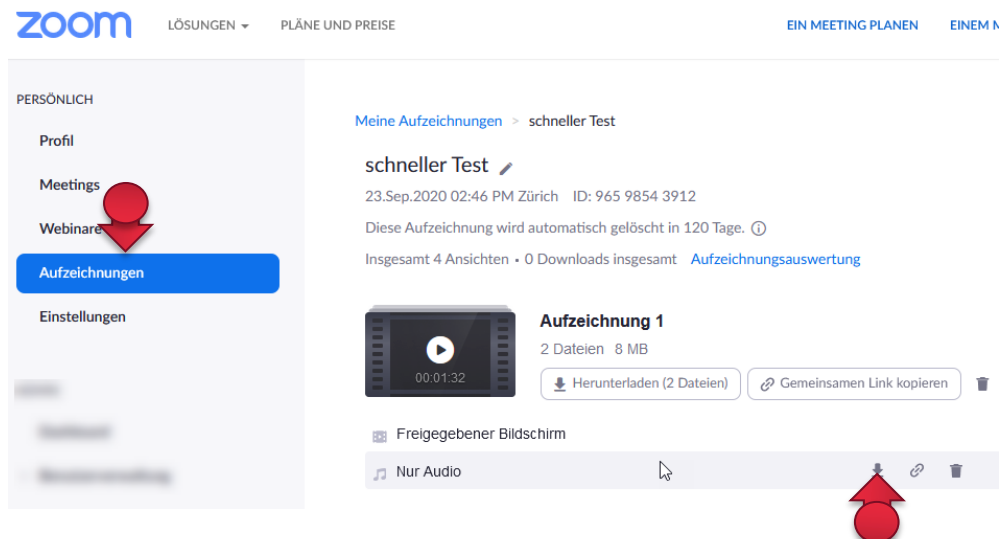 zoom LÖSUNGEN PLÄNE UND PREISE EIN MEETING PLANEN EINEM M
PERSÖNLICH
Profil
Meetings
Webinare
Aufzeichnungen
Einstellungen
Meine Aufzeichnungen > schneller Test
schneller Test
23.Sep.2020 02:46 PM Zürich ID: 965 9854 3912
Diese Aufzeichnung wird automatisch gelöscht in 120 Tage.
Insgesamt 4 Ansichten • 0 Downloads insgesamt Aufzeichnungsauswertung
00:01:32
Aufzeichnung 1
2 Dateien 8 MB
Herunterladen (2 Dateien) Gemeinsamen Link kopieren
Freigegebener Bildschirm
Nur Audio